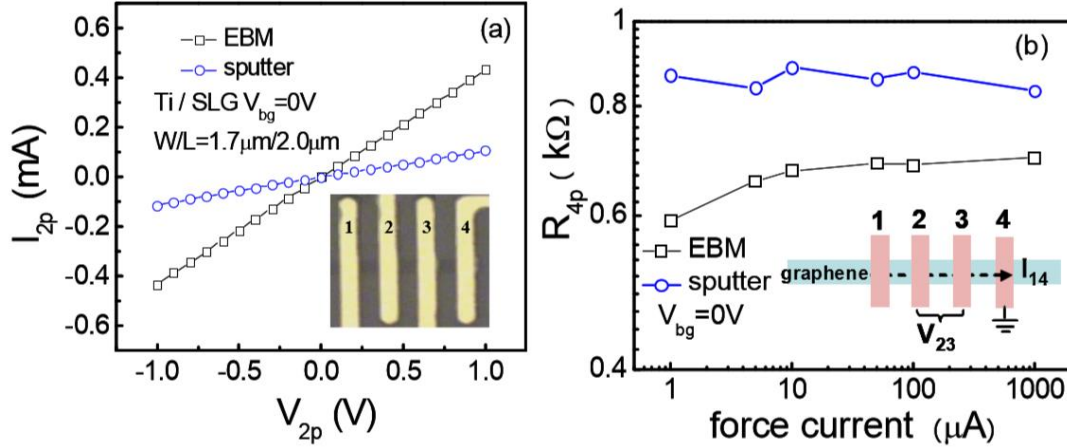 (a)
EBM
sputter
Ti / SLG V_bg=0V
W/L=1.7μm/2.0μm
I_2p (mA)
0.6
0.4
0.2
0.0
-0.2
-0.4
-0.6
1 2 3 4
-1.0 -0.5 0.0 0.5 1.0
V_2p (V)
(b)
R_4p ( kΩ )
1
0.8
0.6
0.4
EBM
sputter
V_bg=0V
1 2 3 4
graphene
I_14
V_23
1 10 100 1000
force current (μA)